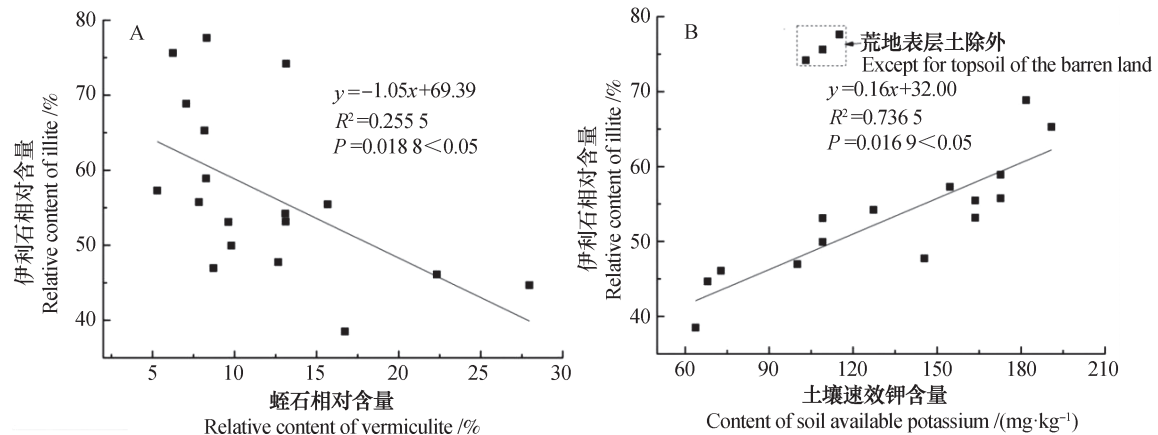 A
y=−1.05x+69.39
R²=0.255 5
P=0.018 8＜0.05
80
70
60
50
40
5 10 15 20 25 30
伊利石相对含量
Relative content of illite /%
蛭石相对含量
Relative content of vermiculite /%
B
荒地表层土除外
Except for topsoil of the barren land
y=0.16x+32.00
R²=0.736 5
P=0.016 9＜0.05
80
70
60
50
40
60 90 120 150 180 210
伊利石相对含量
Relative content of illite /%
土壤速效钾含量
Content of soil available potassium /(mg·kg⁻¹)